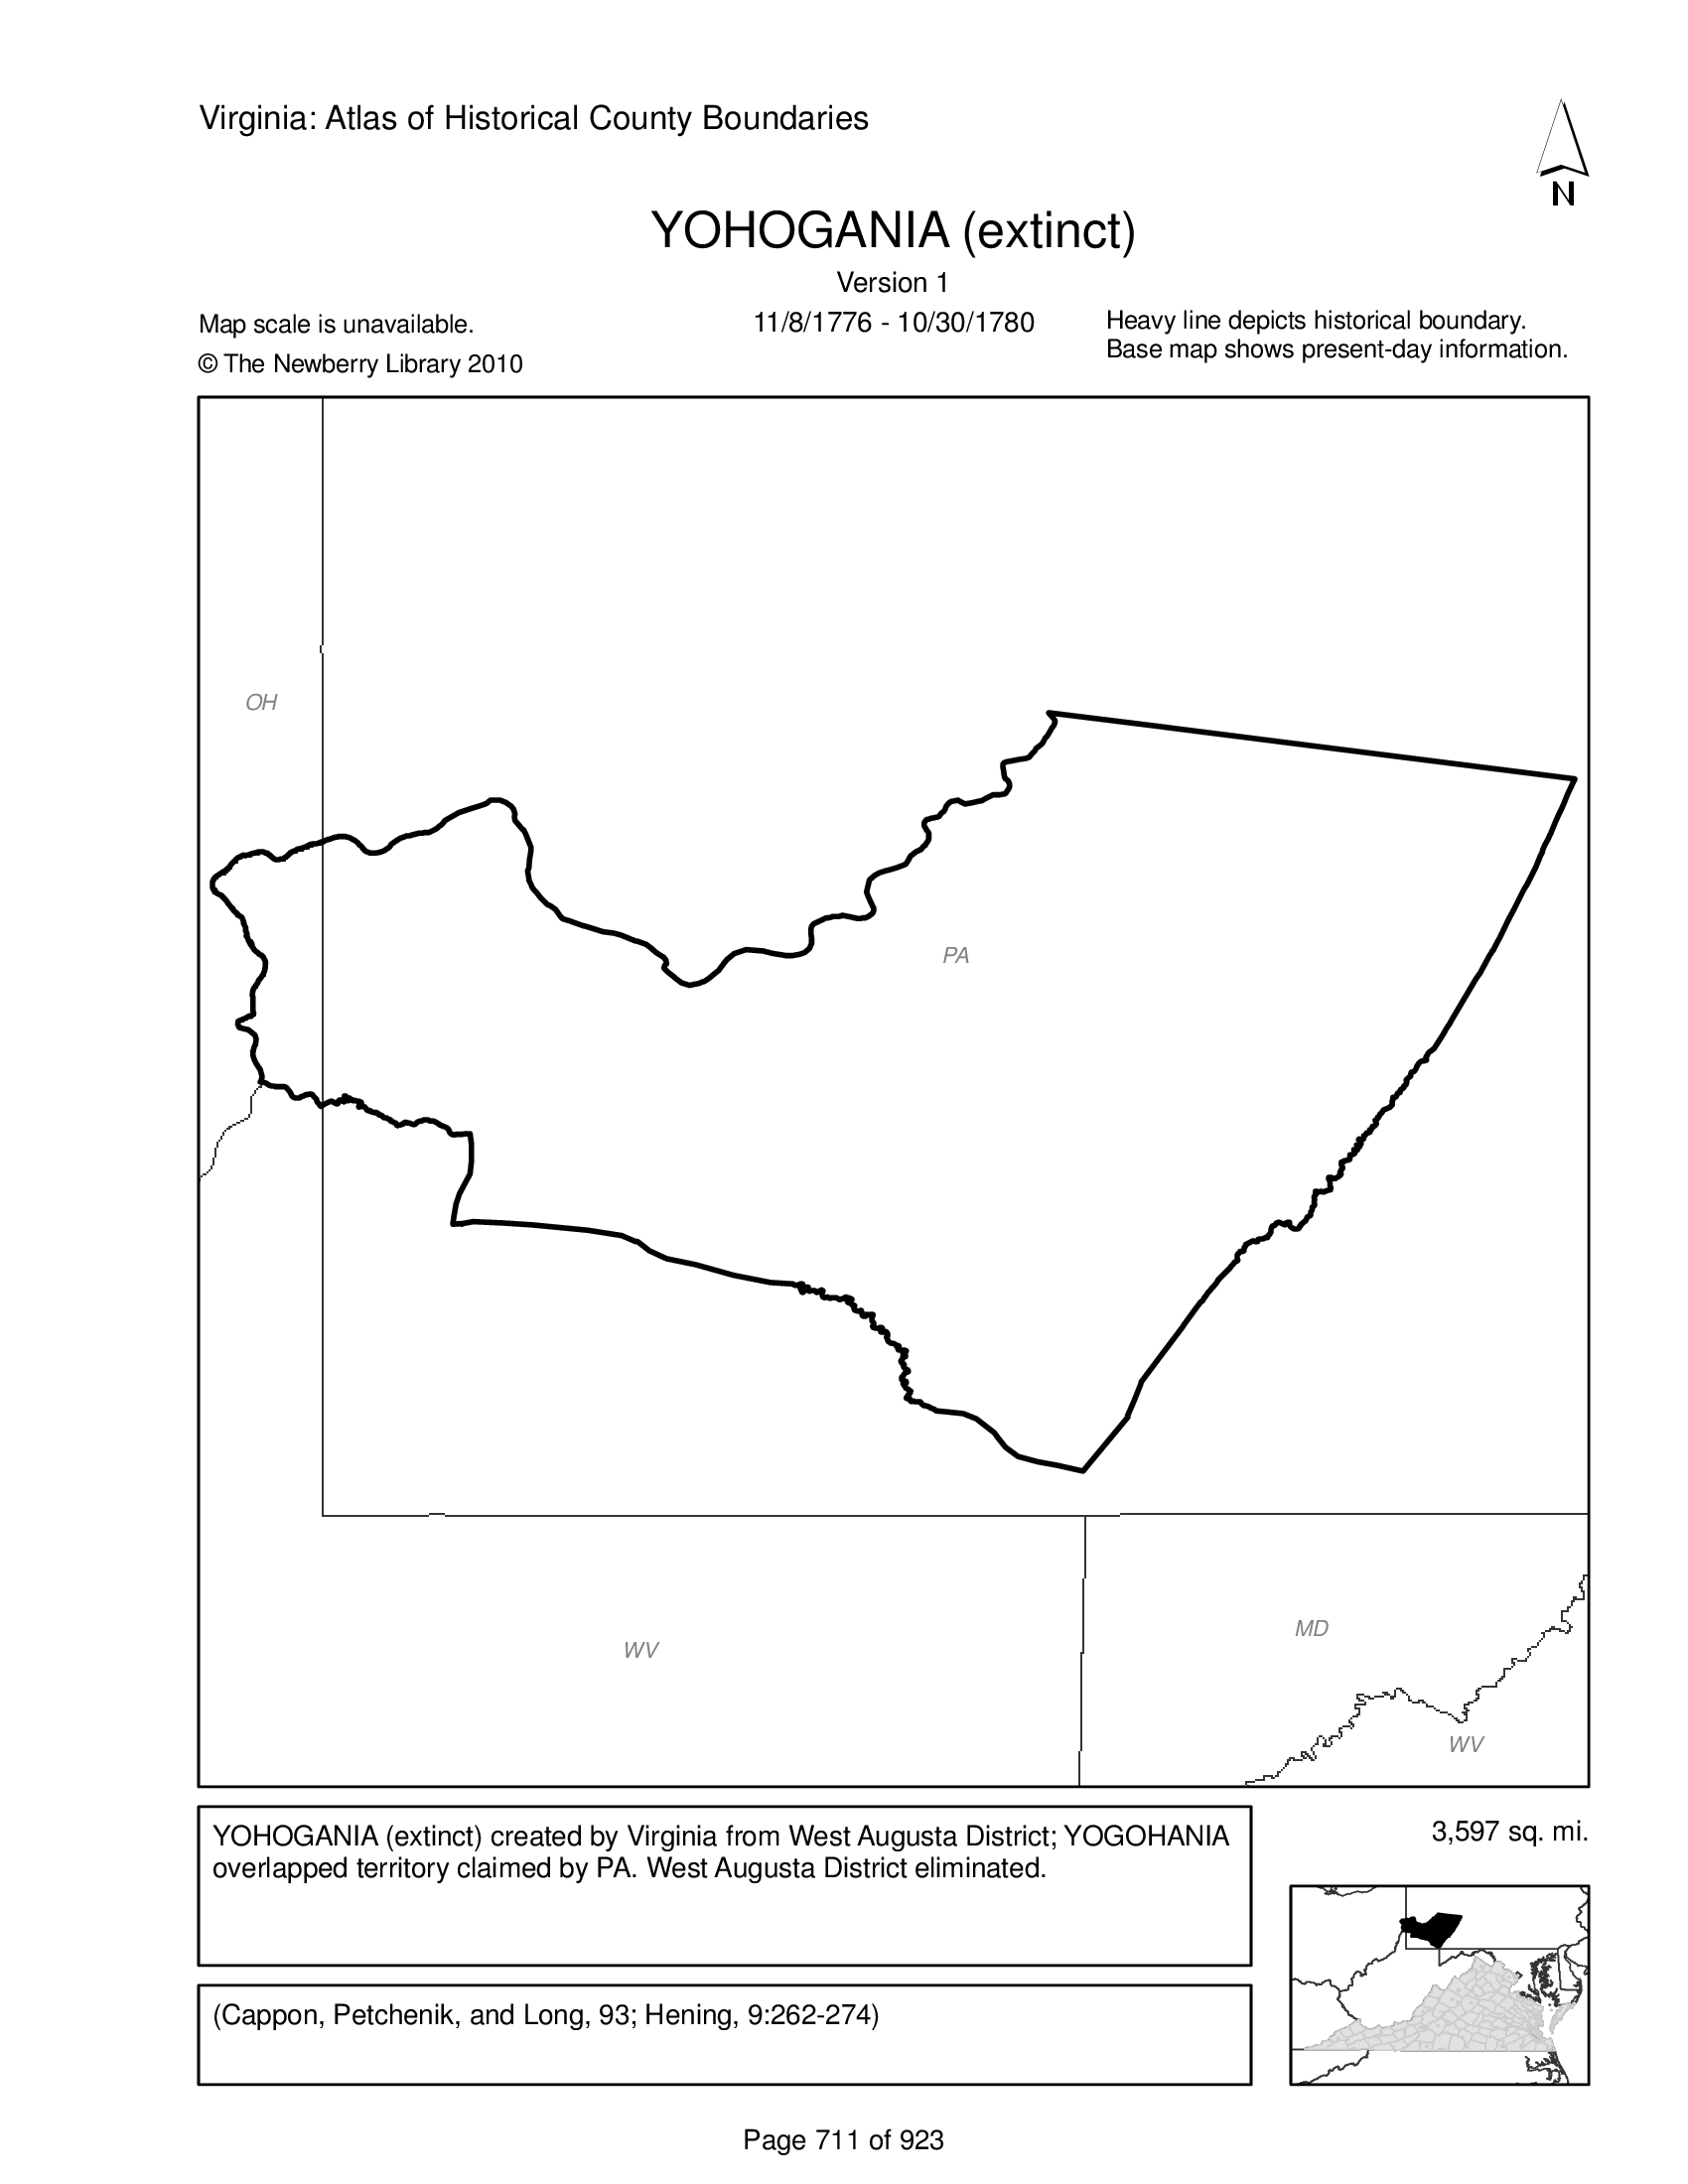 Virginia: Atlas of Historical County Boundaries
N
YOHOGANIA (extinct)
Version 1
Map scale is unavailable.
11/8/1776 - 10/30/1780
Heavy line depicts historical boundary.
© The Newberry Library 2010
Base map shows present-day information.
OH
PA
WV
MD
WV
YOHOGANIA (extinct) created by Virginia from West Augusta District; YOGOHANIA
overlapped territory claimed by PA. West Augusta District eliminated.
3,597 sq. mi.
(Cappon, Petchenik, and Long, 93; Hening, 9:262-274)
Page 711 of 923